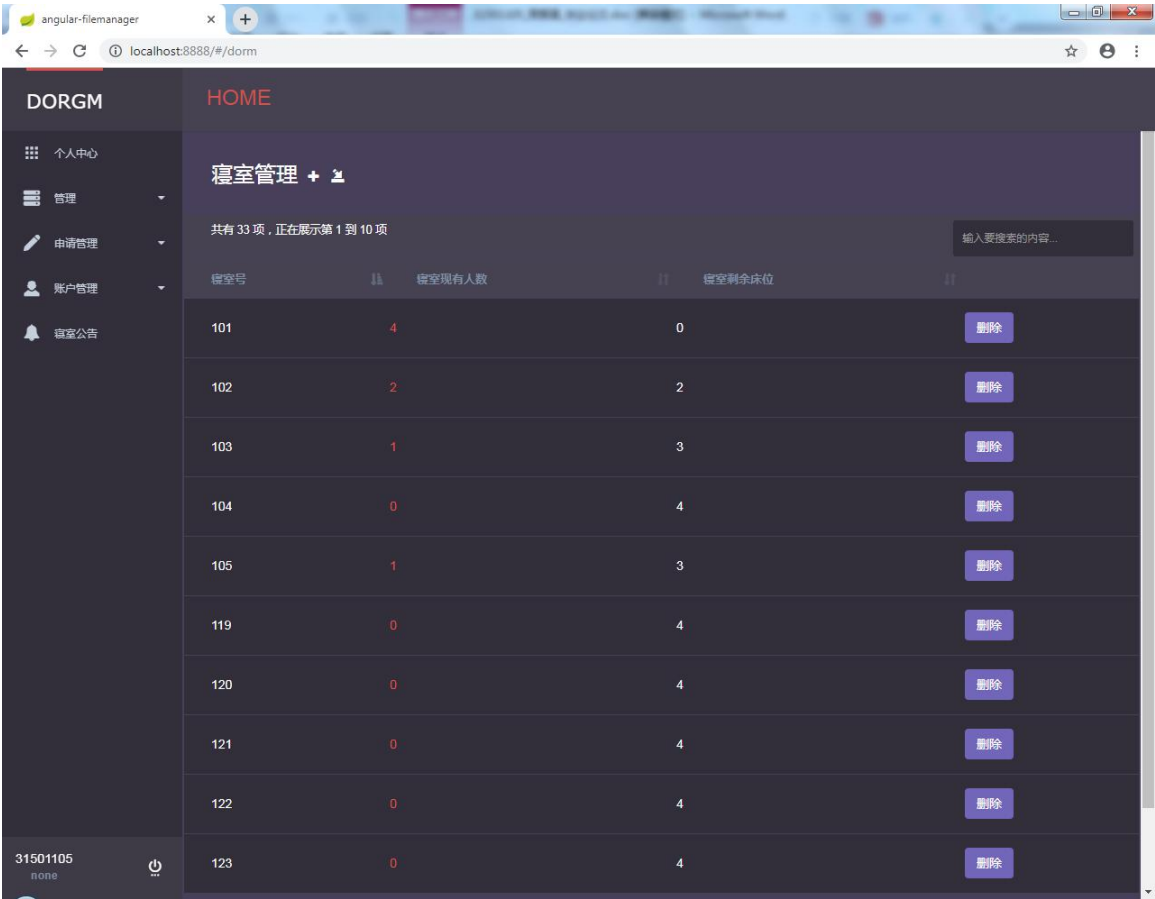 angular-filemanager
localhost:8888/#/dorm
DORGM
HOME
个人中心
管理
申请管理
账户管理
寝室公告
寝室管理
共有 33 项 , 正在展示第 1 到 10 项
输入要搜索的内容...
寝室号 寝室现有人数 寝室剩余床位
101 4 0 删除
102 2 2 删除
103 1 3 删除
104 0 4 删除
105 1 3 删除
119 0 4 删除
120 0 4 删除
121 0 4 删除
122 0 4 删除
123 0 4 删除
31501105
none